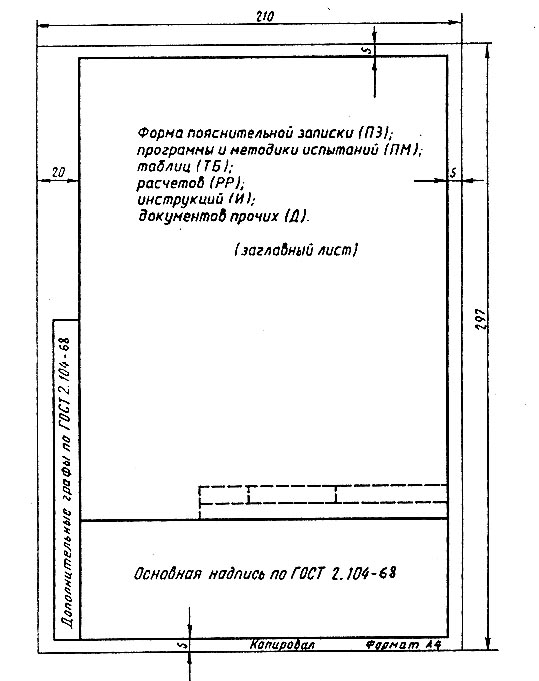 210
5
Форма пояснительной записки (ПЗ);
программы и методики испытаний (ПМ);
таблиц (ТБ);
20
5
расчетов (РР);
инструкций (И);
документов прочих (Д).
(заглавный лист)
297
Дополнительные графы по ГОСТ 2.104-68
Основная надпись по ГОСТ 2.104-68
5
Копировал
Формат А4